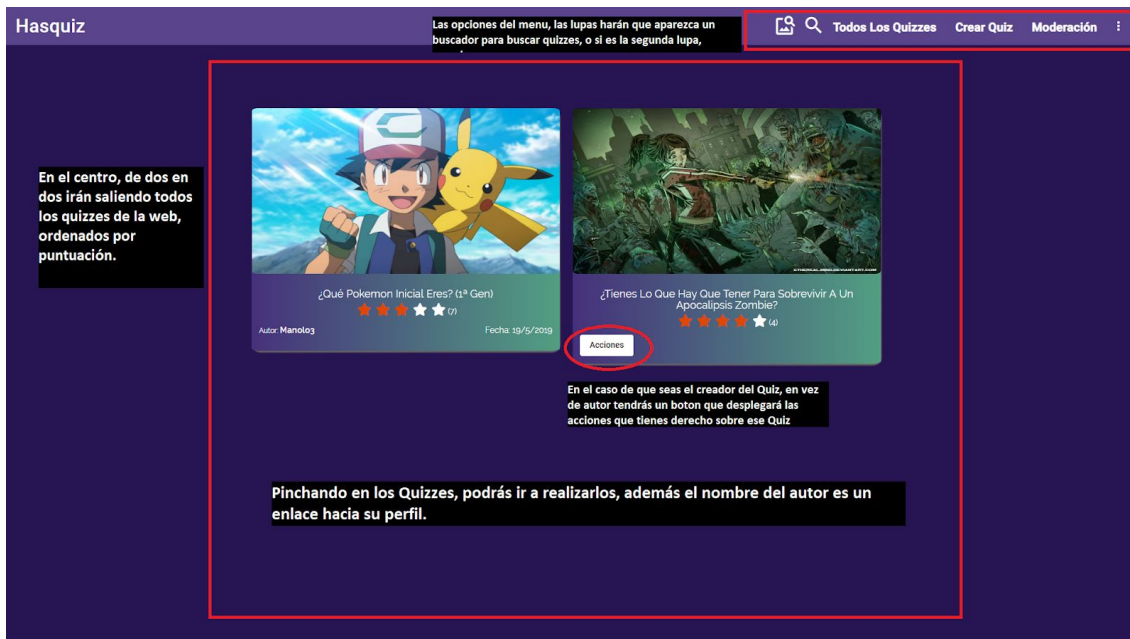 Hasquiz
Las opciones del menu, las lupas harán que aparezca un
buscador para buscar quizzes, o si es la segunda lupa,
Todos Los Quizzes
Crear Quiz
Moderación
En el centro, de dos en
dos irán saliendo todos
los quizzes de la web,
ordenados por
puntuación.
¿Qué Pokemon Inicial Eres? (1ª Gen)
(7)
Autor: Manolo3
Fecha: 19/5/2019
ETHEREAL-MIND.DEVIANTART.COM
¿Tienes Lo Que Hay Que Tener Para Sobrevivir A Un
Apocalipsis Zombie?
(4)
Acciones
En el caso de que seas el creador del Quiz, en vez
de autor tendrás un boton que desplegará las
acciones que tienes derecho sobre ese Quiz
Pinchando en los Quizzes, podrás ir a realizarlos, además el nombre del autor es un
enlace hacia su perfil.